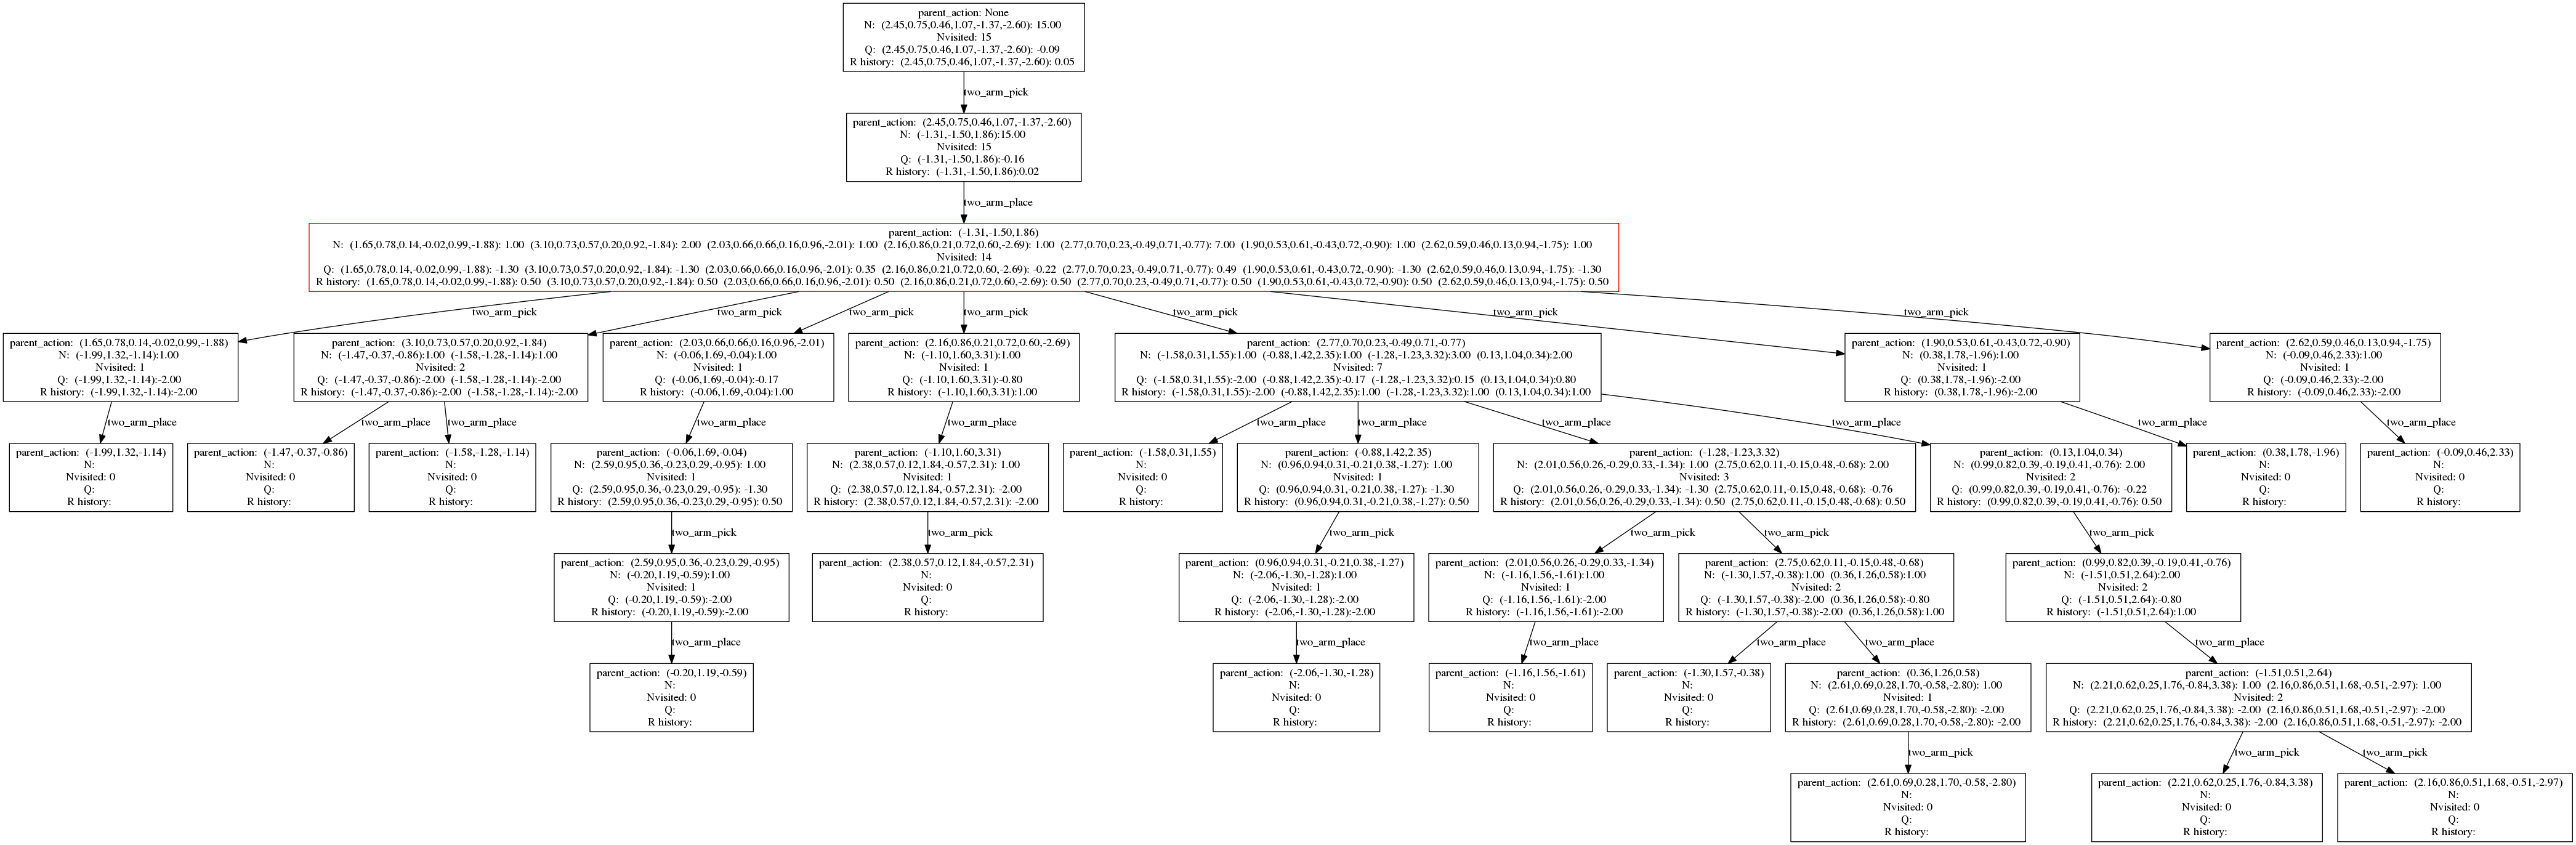 parent_action: None
N: (2.45,0.75,0.46,1.07,-1.37,-2.60): 15.00
Nvisited: 15
Q: (2.45,0.75,0.46,1.07,-1.37,-2.60): -0.09
R history: (2.45,0.75,0.46,1.07,-1.37,-2.60): 0.05
two_arm_pick
parent_action: (2.45,0.75,0.46,1.07,-1.37,-2.60)
N: (-1.31,-1.50,1.86):15.00
Nvisited: 15
Q: (-1.31,-1.50,1.86):-0.16
R history: (-1.31,-1.50,1.86):0.02
two_arm_place
parent_action: (-1.31,-1.50,1.86)
N: (1.65,0.78,0.14,-0.02,0.99,-1.88): 1.00 (3.10,0.73,0.57,0.20,0.92,-1.84): 2.00 (2.03,0.66,0.66,0.16,0.96,-2.01): 1.00 (2.16,0.86,0.21,0.72,0.60,-2.69): 1.00 (2.77,0.70,0.23,-0.49,0.71,-0.77): 7.00 (1.90,0.53,0.61,-0.43,0.72,-0.90): 1.00 (2.62,0.59,0.46,0.13,0.94,-1.75): 1.00
Nvisited: 14
Q: (1.65,0.78,0.14,-0.02,0.99,-1.88): -1.30 (3.10,0.73,0.57,0.20,0.92,-1.84): -1.30 (2.03,0.66,0.66,0.16,0.96,-2.01): 0.35 (2.16,0.86,0.21,0.72,0.60,-2.69): -0.22 (2.77,0.70,0.23,-0.49,0.71,-0.77): 0.49 (1.90,0.53,0.61,-0.43,0.72,-0.90): -1.30 (2.62,0.59,0.46,0.13,0.94,-1.75): -1.30
R history: (1.65,0.78,0.14,-0.02,0.99,-1.88): 0.50 (3.10,0.73,0.57,0.20,0.92,-1.84): 0.50 (2.03,0.66,0.66,0.16,0.96,-2.01): 0.50 (2.16,0.86,0.21,0.72,0.60,-2.69): 0.50 (2.77,0.70,0.23,-0.49,0.71,-0.77): 0.50 (1.90,0.53,0.61,-0.43,0.72,-0.90): 0.50 (2.62,0.59,0.46,0.13,0.94,-1.75): 0.50
two_arm_pick
two_arm_pick
two_arm_pick
two_arm_pick
two_arm_pick
two_arm_pick
two_arm_pick
parent_action: (1.65,0.78,0.14,-0.02,0.99,-1.88)
N: (-1.99,1.32,-1.14):1.00
Nvisited: 1
Q: (-1.99,1.32,-1.14):-2.00
R history: (-1.99,1.32,-1.14):-2.00
parent_action: (3.10,0.73,0.57,0.20,0.92,-1.84)
N: (-1.47,-0.37,-0.86):1.00 (-1.58,-1.28,-1.14):1.00
Nvisited: 2
Q: (-1.47,-0.37,-0.86):-2.00 (-1.58,-1.28,-1.14):-2.00
R history: (-1.47,-0.37,-0.86):-2.00 (-1.58,-1.28,-1.14):-2.00
parent_action: (2.03,0.66,0.66,0.16,0.96,-2.01)
N: (-0.06,1.69,-0.04):1.00
Nvisited: 1
Q: (-0.06,1.69,-0.04):-0.17
R history: (-0.06,1.69,-0.04):1.00
parent_action: (2.16,0.86,0.21,0.72,0.60,-2.69)
N: (-1.10,1.60,3.31):1.00
Nvisited: 1
Q: (-1.10,1.60,3.31):-0.80
R history: (-1.10,1.60,3.31):1.00
parent_action: (2.77,0.70,0.23,-0.49,0.71,-0.77)
N: (-1.58,0.31,1.55):1.00 (-0.88,1.42,2.35):1.00 (-1.28,-1.23,3.32):3.00 (0.13,1.04,0.34):2.00
Nvisited: 7
Q: (-1.58,0.31,1.55):-2.00 (-0.88,1.42,2.35):-0.17 (-1.28,-1.23,3.32):0.15 (0.13,1.04,0.34):0.80
R history: (-1.58,0.31,1.55):-2.00 (-0.88,1.42,2.35):1.00 (-1.28,-1.23,3.32):1.00 (0.13,1.04,0.34):1.00
parent_action: (1.90,0.53,0.61,-0.43,0.72,-0.90)
N: (0.38,1.78,-1.96):1.00
Nvisited: 1
Q: (0.38,1.78,-1.96):-2.00
R history: (0.38,1.78,-1.96):-2.00
parent_action: (2.62,0.59,0.46,0.13,0.94,-1.75)
N: (-0.09,0.46,2.33):1.00
Nvisited: 1
Q: (-0.09,0.46,2.33):-2.00
R history: (-0.09,0.46,2.33):-2.00
two_arm_place
two_arm_place
two_arm_place
two_arm_place
two_arm_place
two_arm_place
two_arm_place
two_arm_place
two_arm_place
two_arm_place
two_arm_place
parent_action: (-1.99,1.32,-1.14)
N:
Nvisited: 0
Q:
R history:
parent_action: (-1.47,-0.37,-0.86)
N:
Nvisited: 0
Q:
R history:
parent_action: (-1.58,-1.28,-1.14)
N:
Nvisited: 0
Q:
R history:
parent_action: (-0.06,1.69,-0.04)
N: (2.59,0.95,0.36,-0.23,0.29,-0.95): 1.00
Nvisited: 1
Q: (2.59,0.95,0.36,-0.23,0.29,-0.95): -1.30
R history: (2.59,0.95,0.36,-0.23,0.29,-0.95): 0.50
parent_action: (-1.10,1.60,3.31)
N: (2.38,0.57,0.12,1.84,-0.57,2.31): 1.00
Nvisited: 1
Q: (2.38,0.57,0.12,1.84,-0.57,2.31): -2.00
R history: (2.38,0.57,0.12,1.84,-0.57,2.31): -2.00
parent_action: (-1.58,0.31,1.55)
N:
Nvisited: 0
Q:
R history:
parent_action: (-0.88,1.42,2.35)
N: (0.96,0.94,0.31,-0.21,0.38,-1.27): 1.00
Nvisited: 1
Q: (0.96,0.94,0.31,-0.21,0.38,-1.27): -1.30
R history: (0.96,0.94,0.31,-0.21,0.38,-1.27): 0.50
parent_action: (-1.28,-1.23,3.32)
N: (2.01,0.56,0.26,-0.29,0.33,-1.34): 1.00 (2.75,0.62,0.11,-0.15,0.48,-0.68): 2.00
Nvisited: 3
Q: (2.01,0.56,0.26,-0.29,0.33,-1.34): -1.30 (2.75,0.62,0.11,-0.15,0.48,-0.68): -0.76
R history: (2.01,0.56,0.26,-0.29,0.33,-1.34): 0.50 (2.75,0.62,0.11,-0.15,0.48,-0.68): 0.50
parent_action: (0.13,1.04,0.34)
N: (0.99,0.82,0.39,-0.19,0.41,-0.76): 2.00
Nvisited: 2
Q: (0.99,0.82,0.39,-0.19,0.41,-0.76): -0.22
R history: (0.99,0.82,0.39,-0.19,0.41,-0.76): 0.50
parent_action: (0.38,1.78,-1.96)
N:
Nvisited: 0
Q:
R history:
parent_action: (-0.09,0.46,2.33)
N:
Nvisited: 0
Q:
R history:
two_arm_pick
two_arm_pick
two_arm_pick
two_arm_pick
two_arm_pick
two_arm_pick
parent_action: (2.59,0.95,0.36,-0.23,0.29,-0.95)
N: (-0.20,1.19,-0.59):1.00
Nvisited: 1
Q: (-0.20,1.19,-0.59):-2.00
R history: (-0.20,1.19,-0.59):-2.00
parent_action: (2.38,0.57,0.12,1.84,-0.57,2.31)
N:
Nvisited: 0
Q:
R history:
parent_action: (0.96,0.94,0.31,-0.21,0.38,-1.27)
N: (-2.06,-1.30,-1.28):1.00
Nvisited: 1
Q: (-2.06,-1.30,-1.28):-2.00
R history: (-2.06,-1.30,-1.28):-2.00
parent_action: (2.01,0.56,0.26,-0.29,0.33,-1.34)
N: (-1.16,1.56,-1.61):1.00
Nvisited: 1
Q: (-1.16,1.56,-1.61):-2.00
R history: (-1.16,1.56,-1.61):-2.00
parent_action: (2.75,0.62,0.11,-0.15,0.48,-0.68)
N: (-1.30,1.57,-0.38):1.00 (0.36,1.26,0.58):1.00
Nvisited: 2
Q: (-1.30,1.57,-0.38):-2.00 (0.36,1.26,0.58):-0.80
R history: (-1.30,1.57,-0.38):-2.00 (0.36,1.26,0.58):1.00
parent_action: (0.99,0.82,0.39,-0.19,0.41,-0.76)
N: (-1.51,0.51,2.64):2.00
Nvisited: 2
Q: (-1.51,0.51,2.64):-0.80
R history: (-1.51,0.51,2.64):1.00
two_arm_place
two_arm_place
two_arm_place
two_arm_place
two_arm_place
two_arm_place
parent_action: (-0.20,1.19,-0.59)
N:
Nvisited: 0
Q:
R history:
parent_action: (-2.06,-1.30,-1.28)
N:
Nvisited: 0
Q:
R history:
parent_action: (-1.16,1.56,-1.61)
N:
Nvisited: 0
Q:
R history:
parent_action: (-1.30,1.57,-0.38)
N:
Nvisited: 0
Q:
R history:
parent_action: (0.36,1.26,0.58)
N: (2.61,0.69,0.28,1.70,-0.58,-2.80): 1.00
Nvisited: 1
Q: (2.61,0.69,0.28,1.70,-0.58,-2.80): -2.00
R history: (2.61,0.69,0.28,1.70,-0.58,-2.80): -2.00
parent_action: (-1.51,0.51,2.64)
N: (2.21,0.62,0.25,1.76,-0.84,3.38): 1.00 (2.16,0.86,0.51,1.68,-0.51,-2.97): 1.00
Nvisited: 2
Q: (2.21,0.62,0.25,1.76,-0.84,3.38): -2.00 (2.16,0.86,0.51,1.68,-0.51,-2.97): -2.00
R history: (2.21,0.62,0.25,1.76,-0.84,3.38): -2.00 (2.16,0.86,0.51,1.68,-0.51,-2.97): -2.00
two_arm_pick
two_arm_pick
two_arm_pick
parent_action: (2.61,0.69,0.28,1.70,-0.58,-2.80)
N:
Nvisited: 0
Q:
R history:
parent_action: (2.21,0.62,0.25,1.76,-0.84,3.38)
N:
Nvisited: 0
Q:
R history:
parent_action: (2.16,0.86,0.51,1.68,-0.51,-2.97)
N:
Nvisited: 0
Q:
R history: